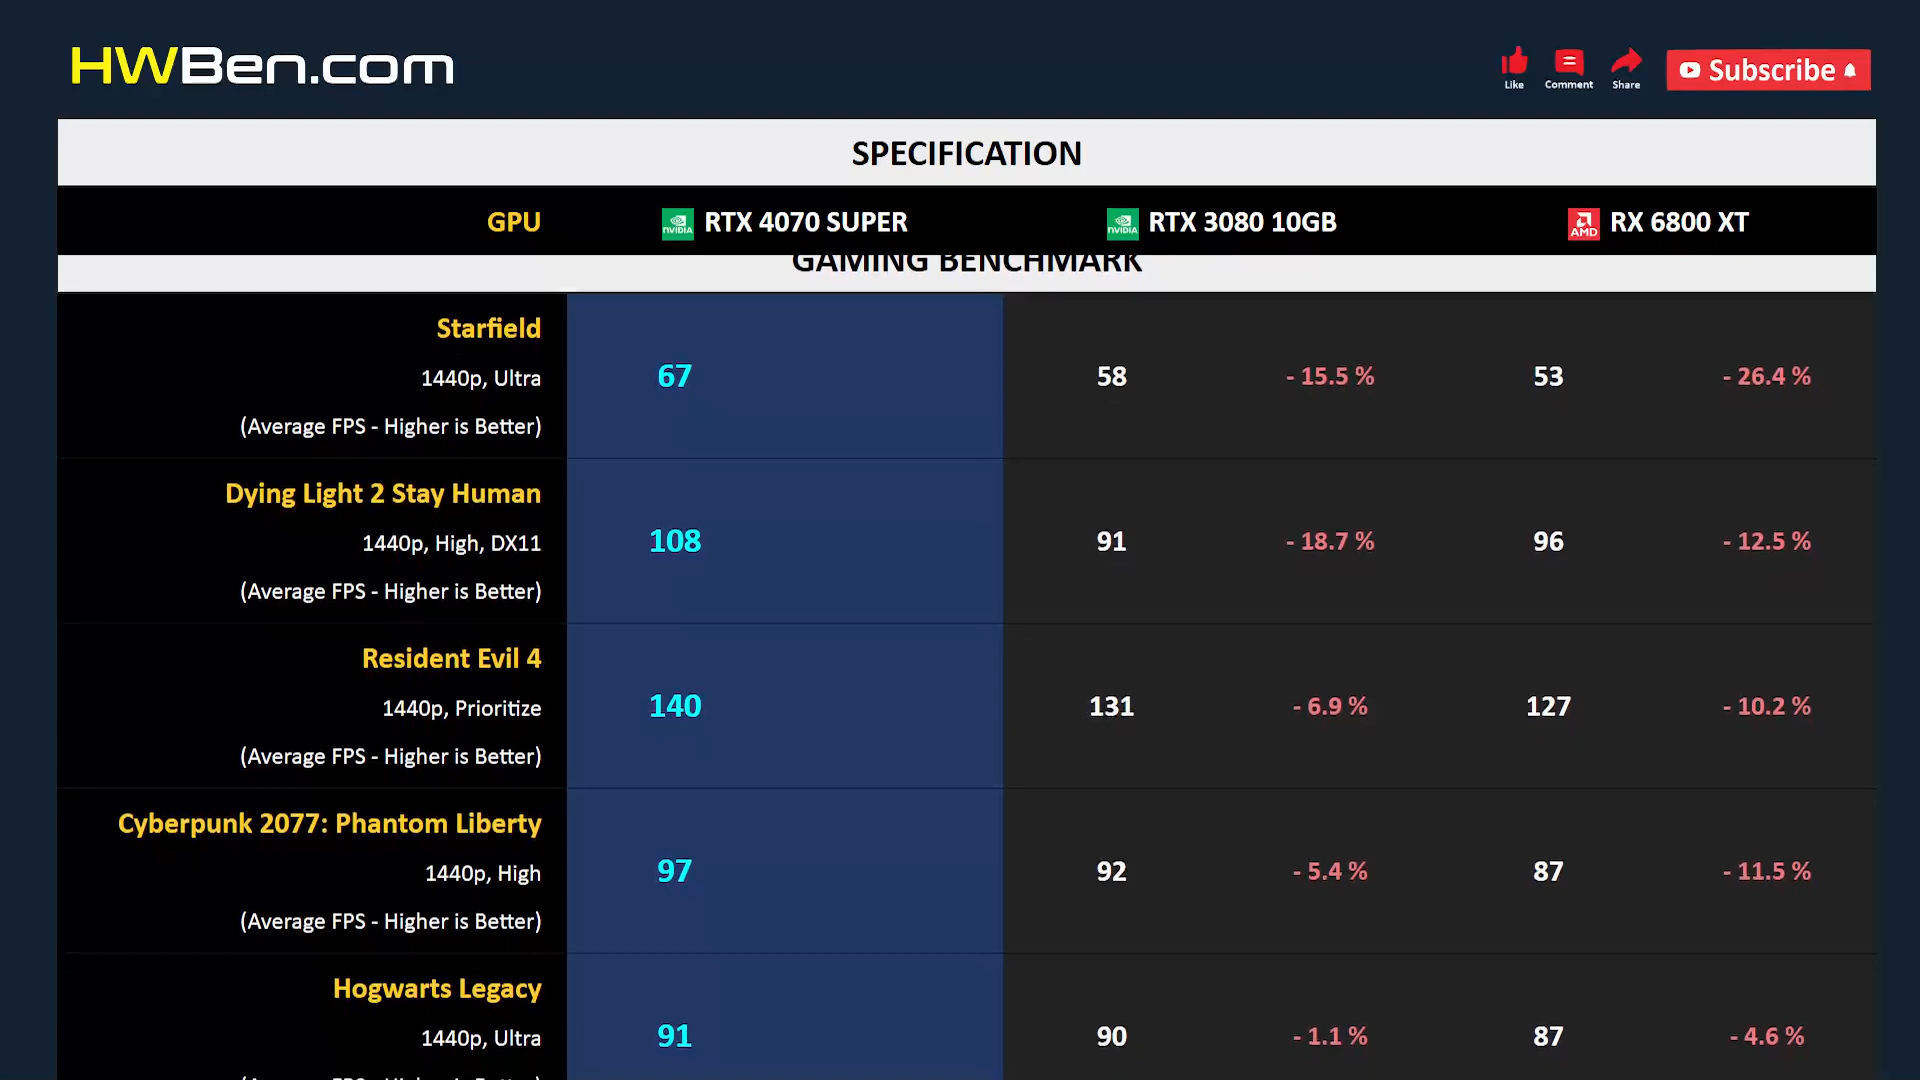 HWBen.com
Like
Comment
Share
Subscribe
SPECIFICATION
GPU
NVIDIA RTX 4070 SUPER
NVIDIA RTX 3080 10GB
AMD RX 6800 XT
GAMING BENCHMARK
Starfield
1440p, Ultra
(Average FPS - Higher is Better)
67
58
- 15.5 %
53
- 26.4 %
Dying Light 2 Stay Human
1440p, High, DX11
(Average FPS - Higher is Better)
108
91
- 18.7 %
96
- 12.5 %
Resident Evil 4
1440p, Prioritize
(Average FPS - Higher is Better)
140
131
- 6.9 %
127
- 10.2 %
Cyberpunk 2077: Phantom Liberty
1440p, High
(Average FPS - Higher is Better)
97
92
- 5.4 %
87
- 11.5 %
Hogwarts Legacy
1440p, Ultra
91
90
- 1.1 %
87
- 4.6 %